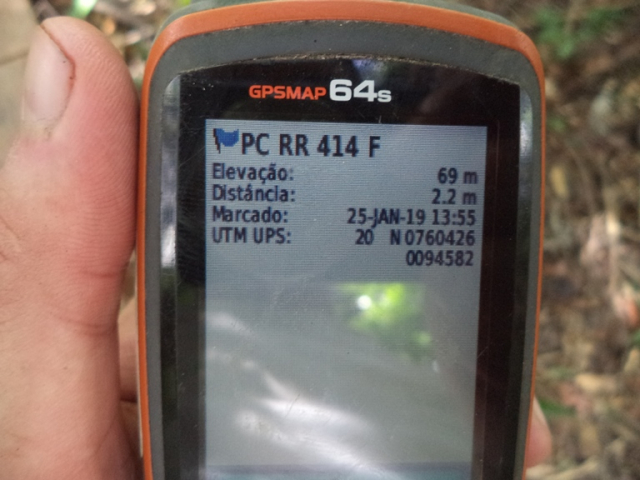 GPSMAP 64s
PC RR 414 F
Elevação: 69 m
Distância: 2.2 m
Marcado: 25-JAN-19 13:55
UTM UPS: 20 N 0760426
0094582